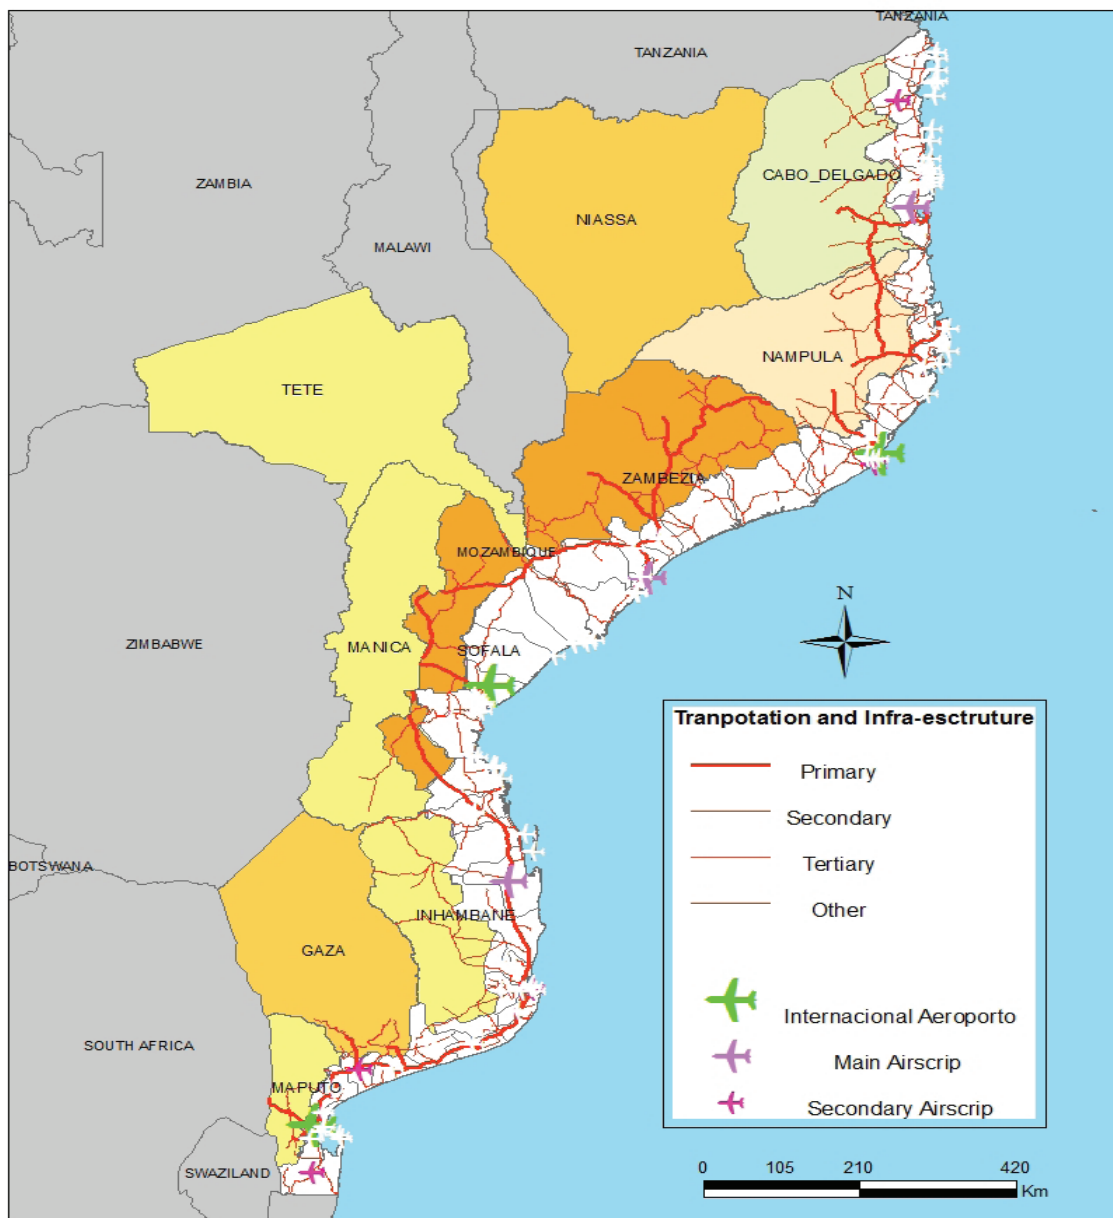 TANZANIA
TANZANIA
ZAMBIA
CABO_DELGADO
NIASSA
MALAWI
NAMPULA
TETE
ZAMBEZIA
MOZAMBIQUE
N
ZIMBABWE
MANICA
SOFALA
Tranpotation and Infra-esctruture
Primary
Secondary
Tertiary
Other
Internacional Aeroporto
Main Airscrip
Secondary Airscrip
BOTSWANA
INHAMBANE
GAZA
SOUTH AFRICA
MAPUTO
SWAZILAND
0 105 210 420
Km